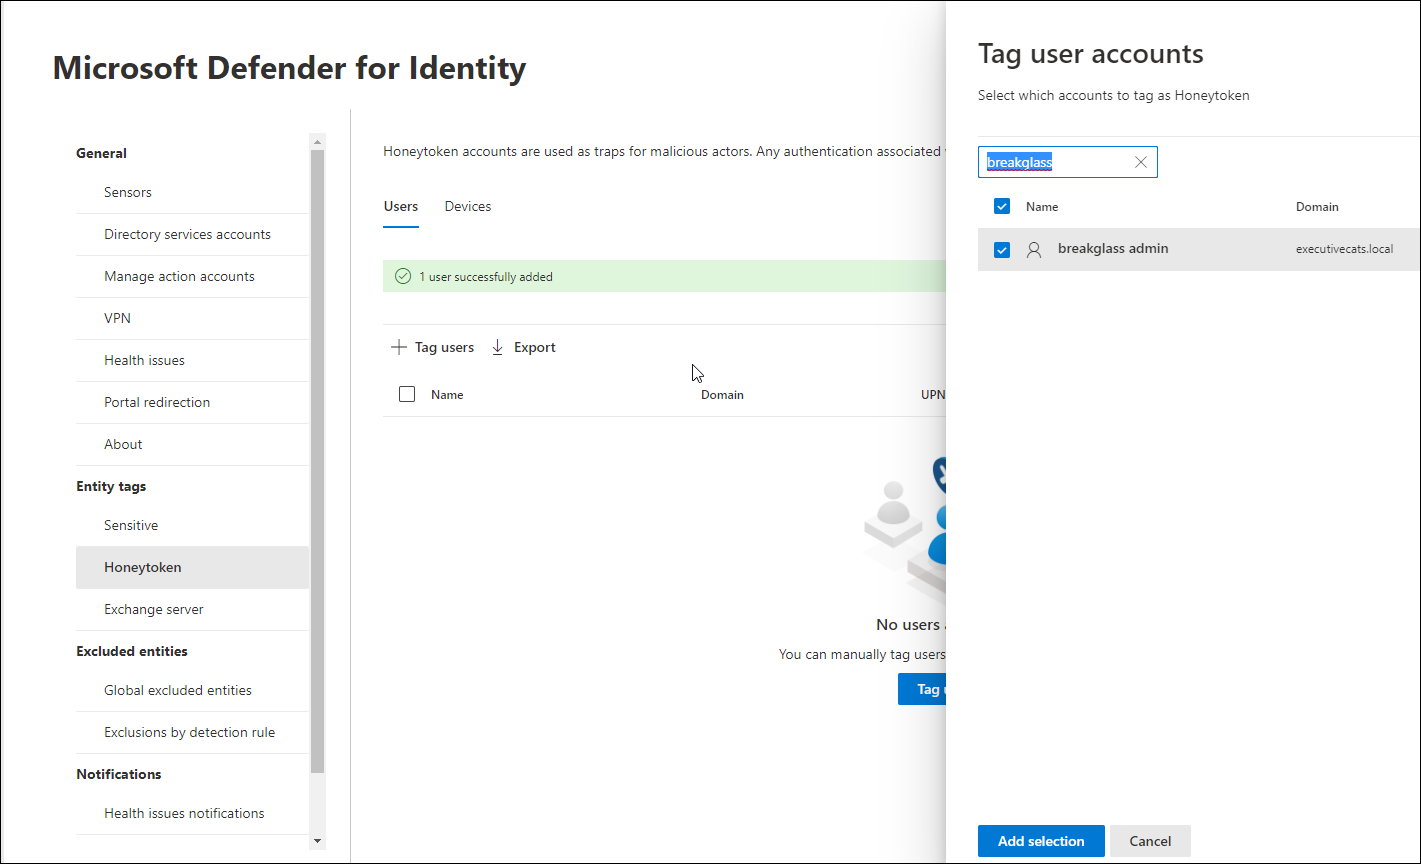 Microsoft Defender for Identity
General
Sensors
Directory services accounts
Manage action accounts
VPN
Health issues
Portal redirection
About
Entity tags
Sensitive
Honeytoken
Exchange server
Excluded entities
Global excluded entities
Exclusions by detection rule
Notifications
Health issues notifications
Honeytoken accounts are used as traps for malicious actors. Any authentication associated
Users Devices
1 user successfully added
Tag users Export
Name Domain UPN
No users
You can manually tag users
Tag
Tag user accounts
Select which accounts to tag as Honeytoken
breakglass
Name Domain
breakglass admin executivecats.local
Add selection Cancel